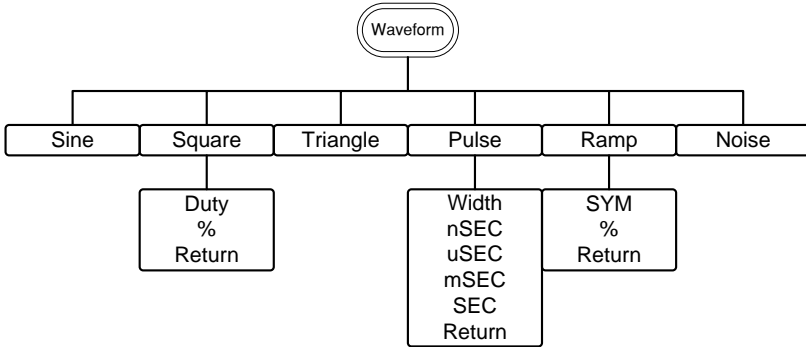 Waveform
Sine
Square
Triangle
Pulse
Ramp
Noise
Duty
%
Return
Width
nSEC
uSEC
mSEC
SEC
Return
SYM
%
Return